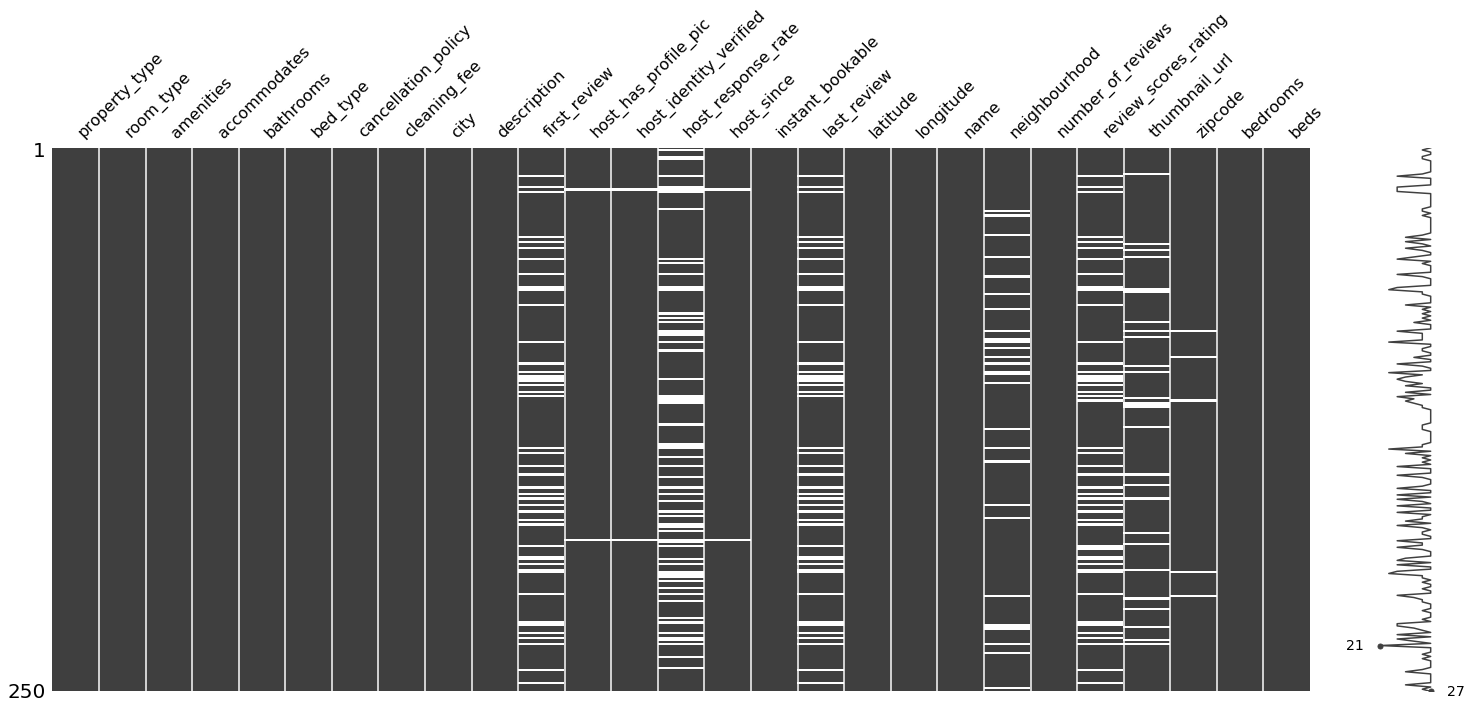 property_type
room_type
amenities
accommodates
bathrooms
bed_type
cancellation_policy
cleaning_fee
city
description
first_review
host_has_profile_pic
host_identity_verified
host_response_rate
host_since
instant_bookable
last_review
latitude
longitude
name
neighbourhood
number_of_reviews
review_scores_rating
thumbnail_url
zipcode
bedrooms
beds
1
21
250
27